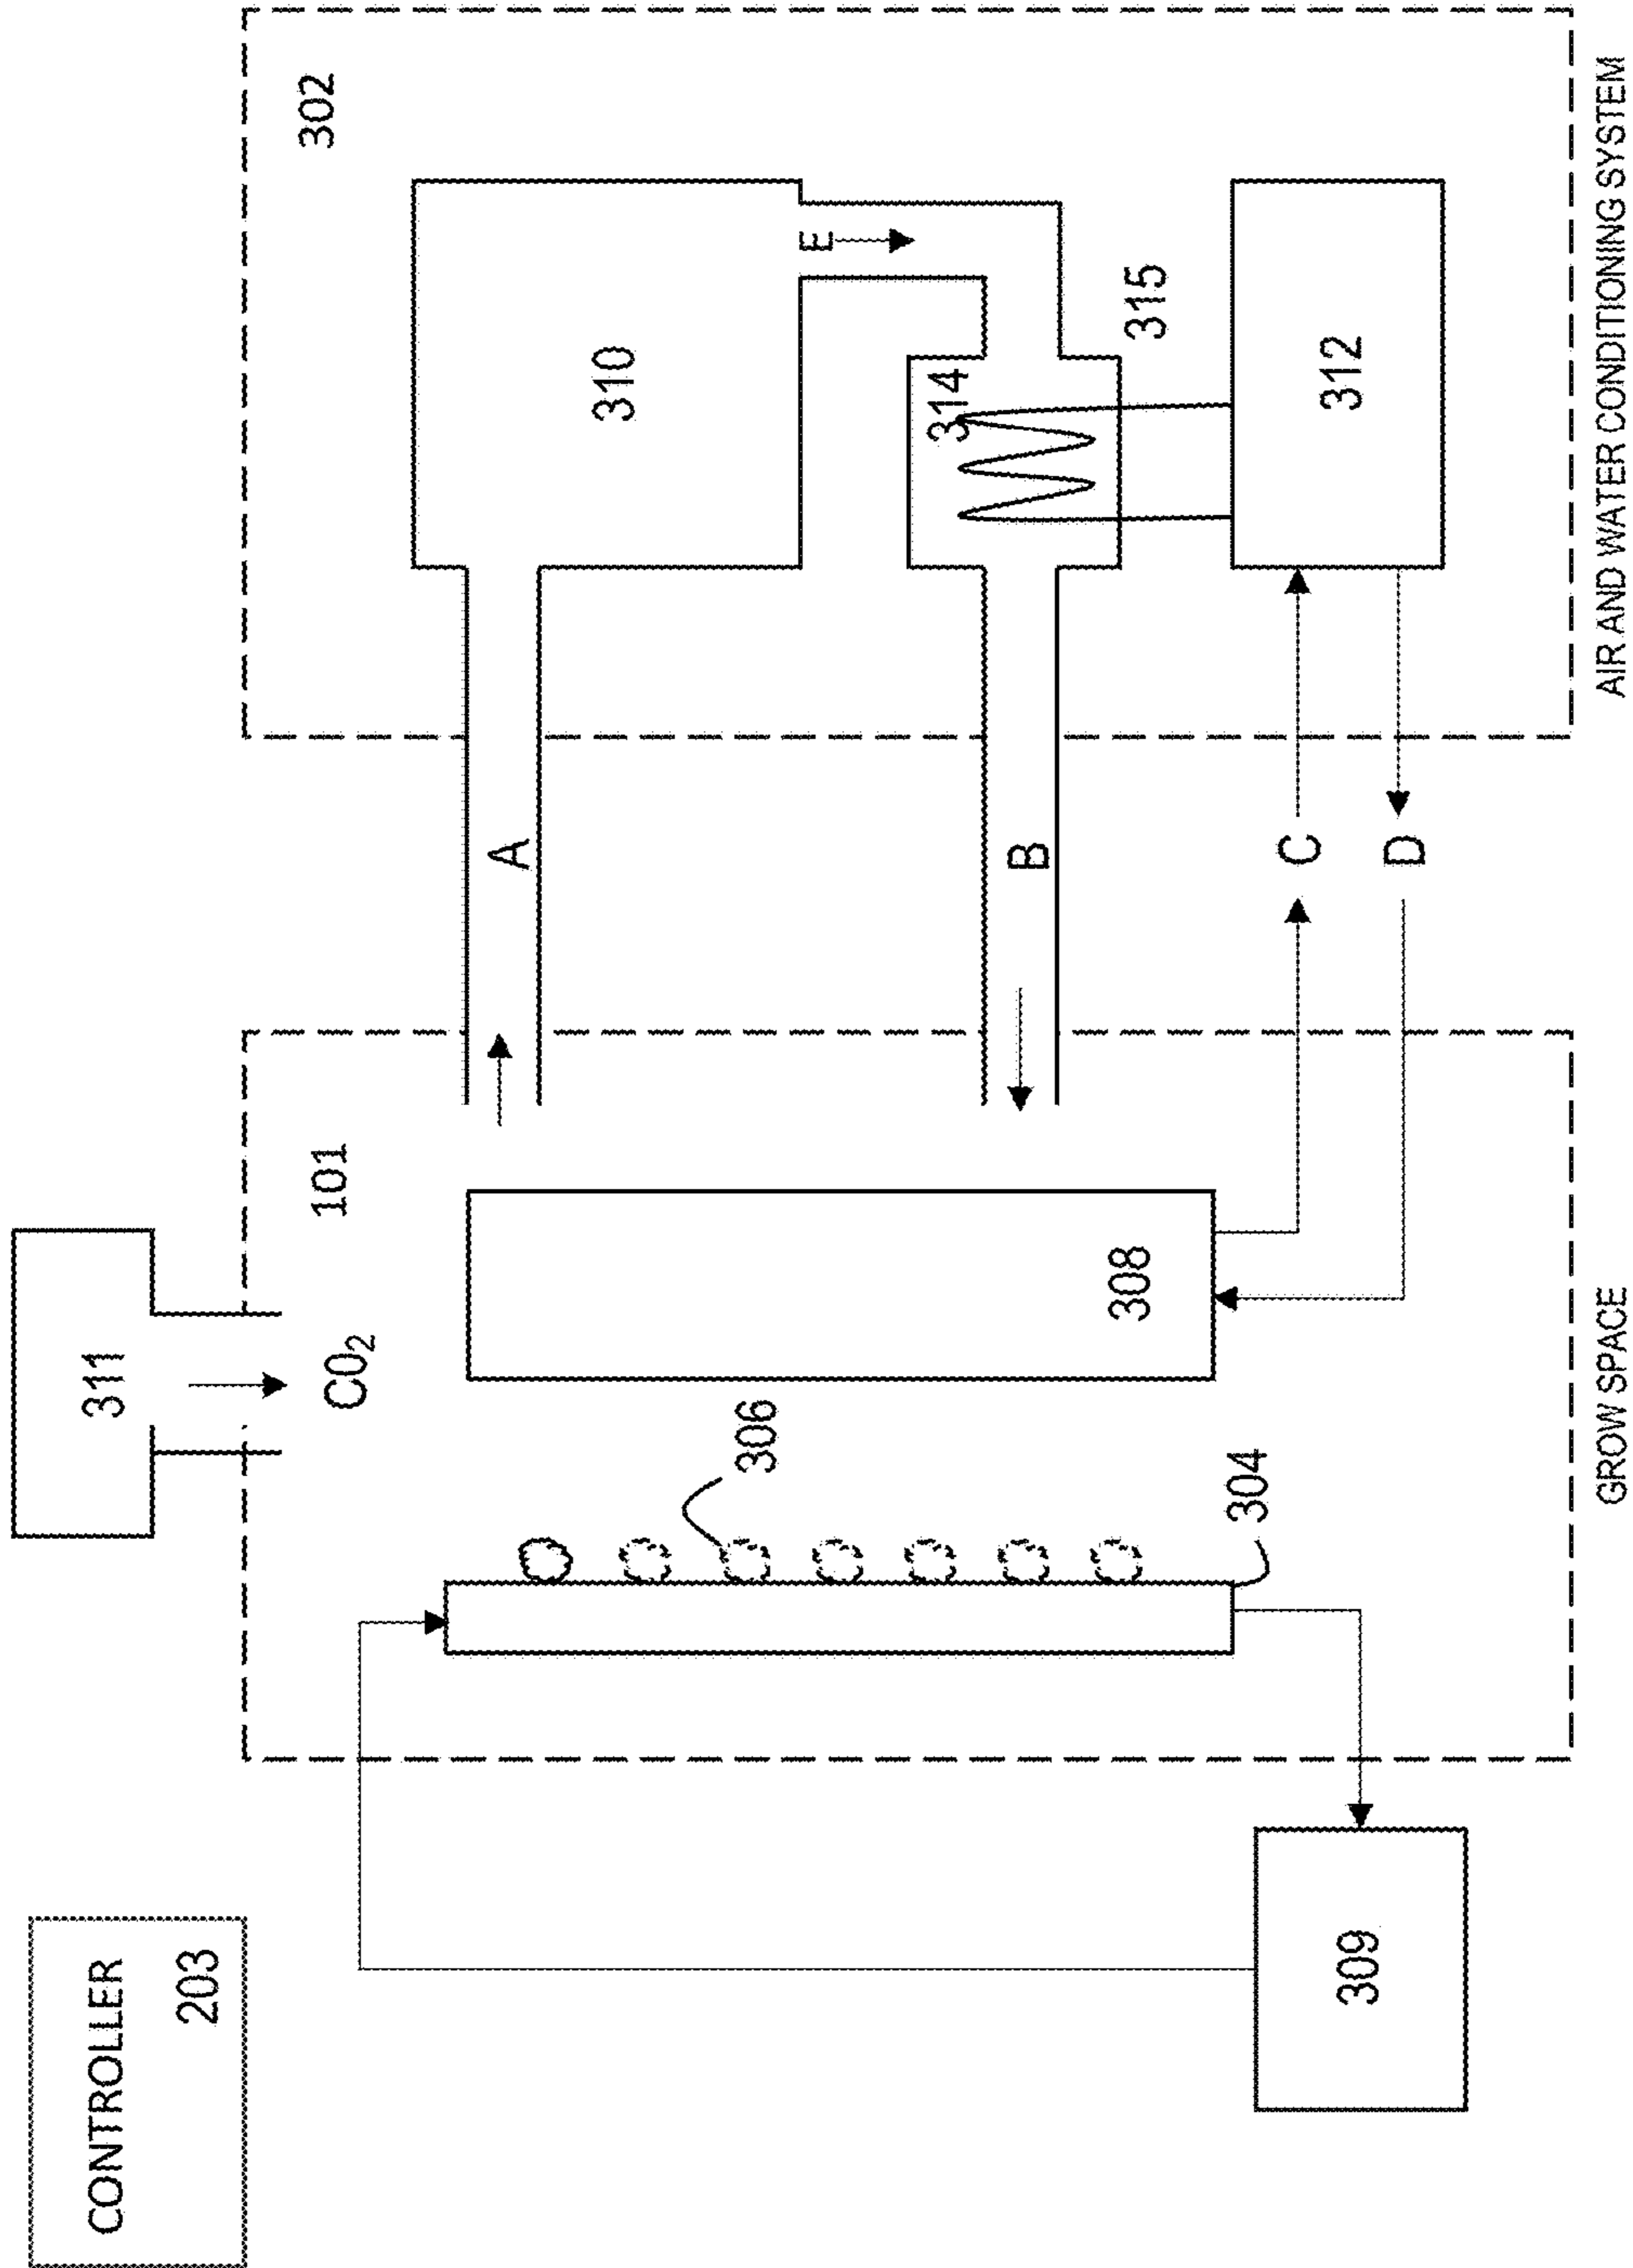 CONTROLLER
203
311
CO₂
101
302
309
304
306
308
A
B
C
D
E
310
314
315
312
GROW SPACE
AIR AND WATER CONDITIONING SYSTEM